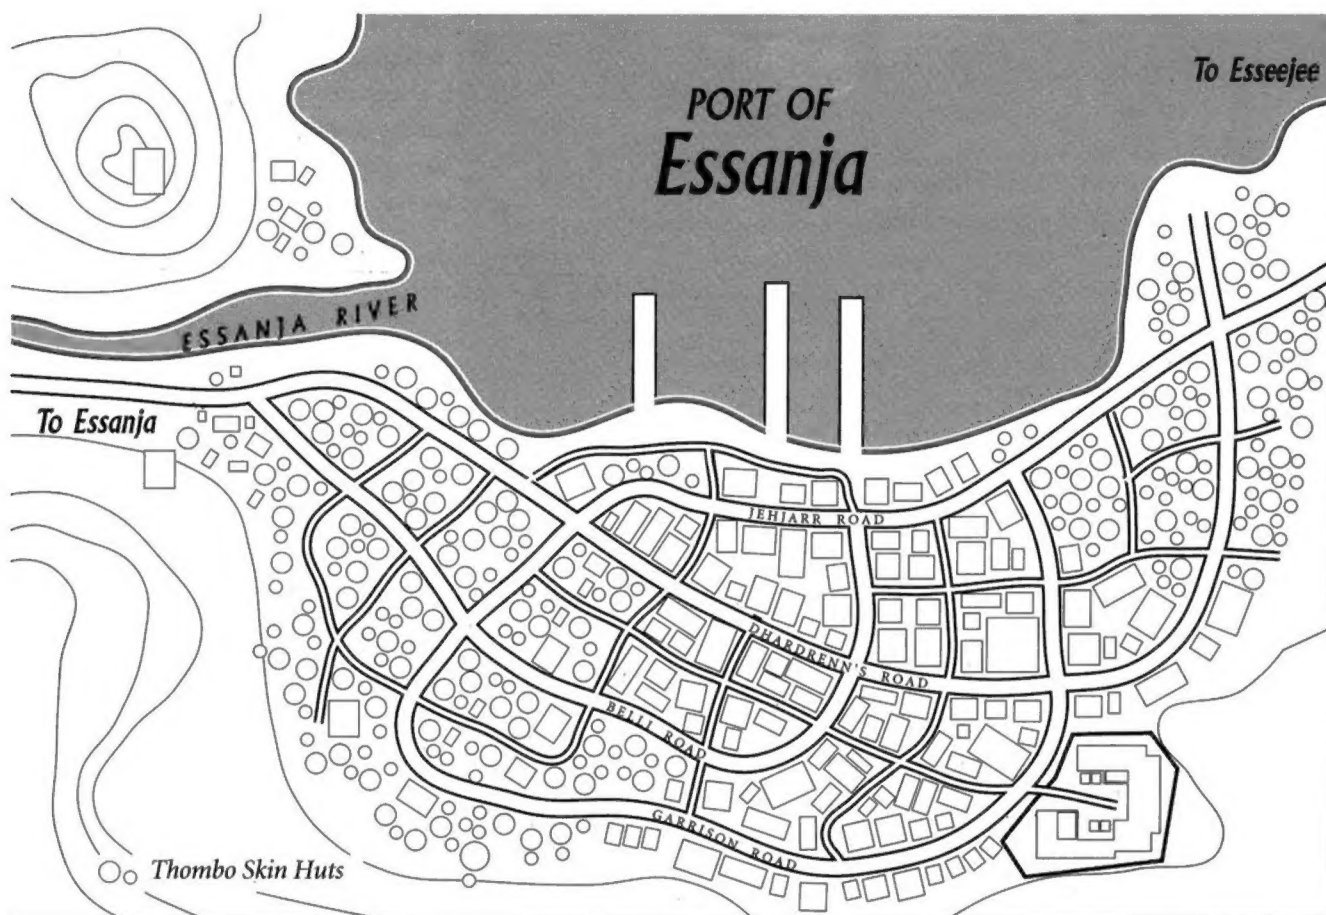 To Esseejee
PORT OF
Essanja
ESSANJA RIVER
To Essanja
JEHJARR ROAD
DHARDRENN'S ROAD
BELLI ROAD
GARRISON ROAD
Thombo Skin Huts